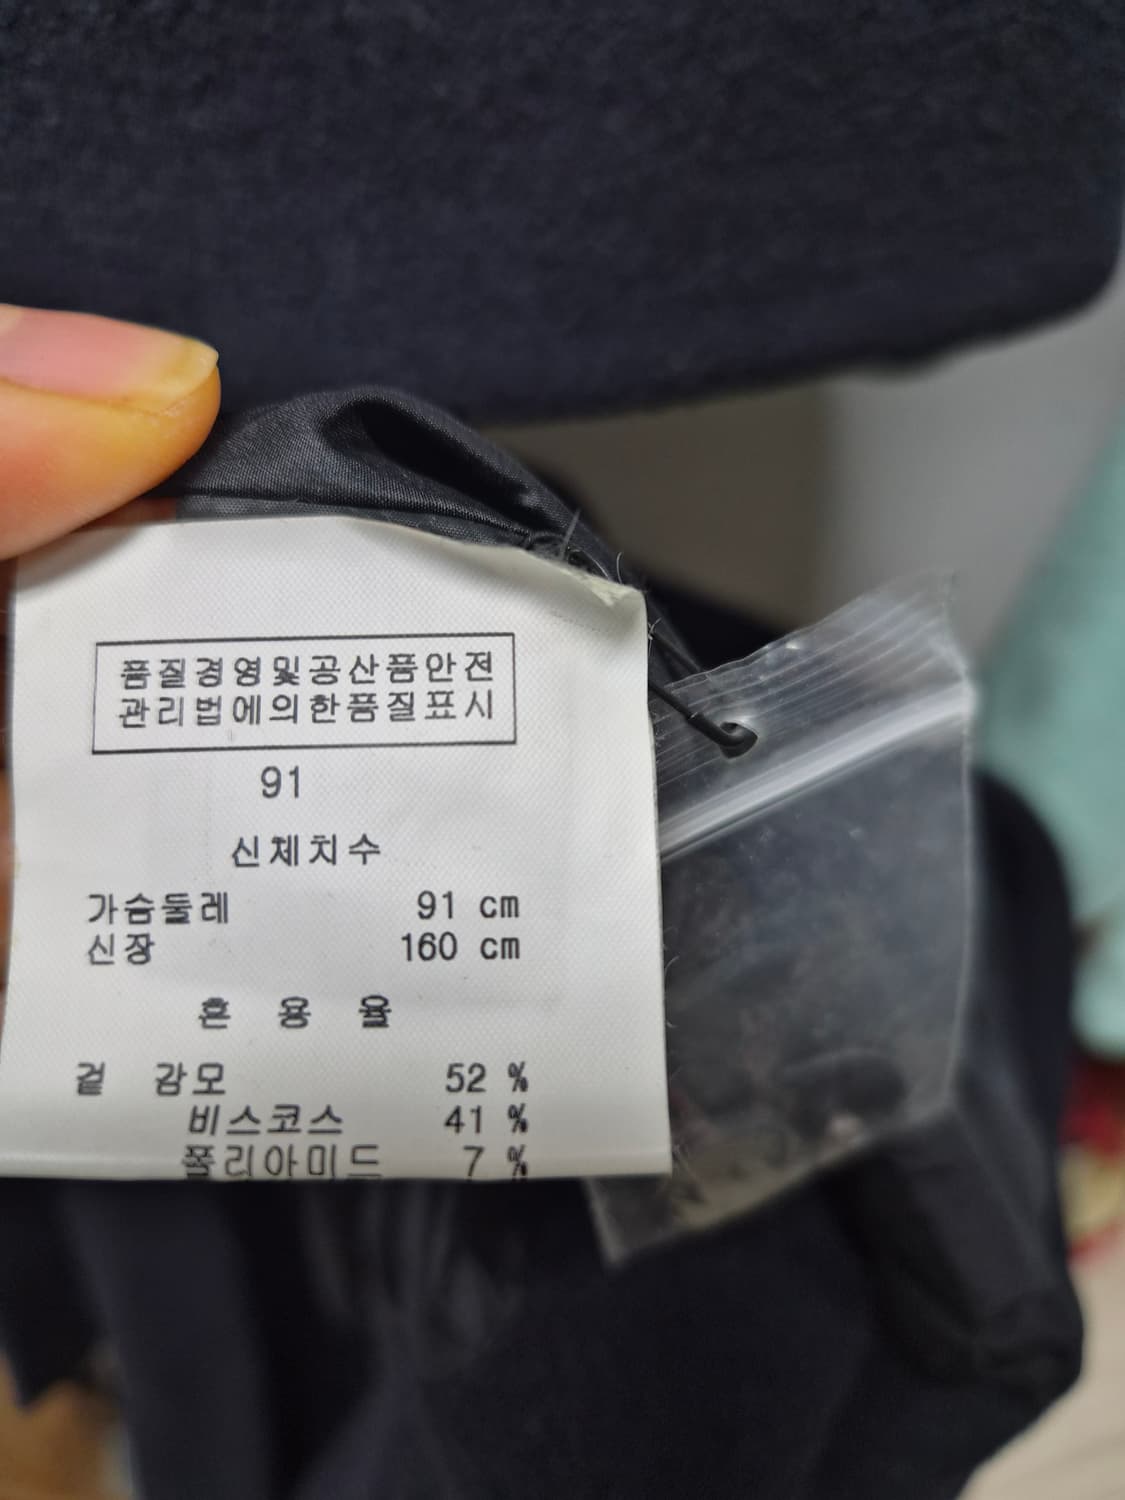 품질경영및공산품안전
관리법에의한품질표시
91
신체치수
가슴둘레 91 cm
신장 160 cm
혼 용 율
겉 감모 52 %
비스코스 41 %
폴리아미드 7 %